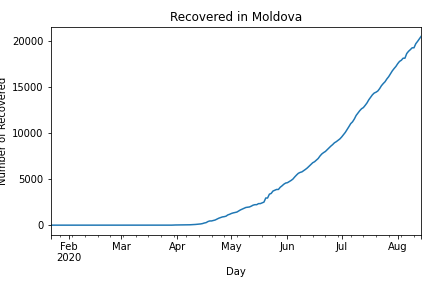 Recovered in Moldova
Number of Recovered
20000
15000
10000
5000
0
Feb
2020
Mar
Apr
May
Jun
Jul
Aug
Day